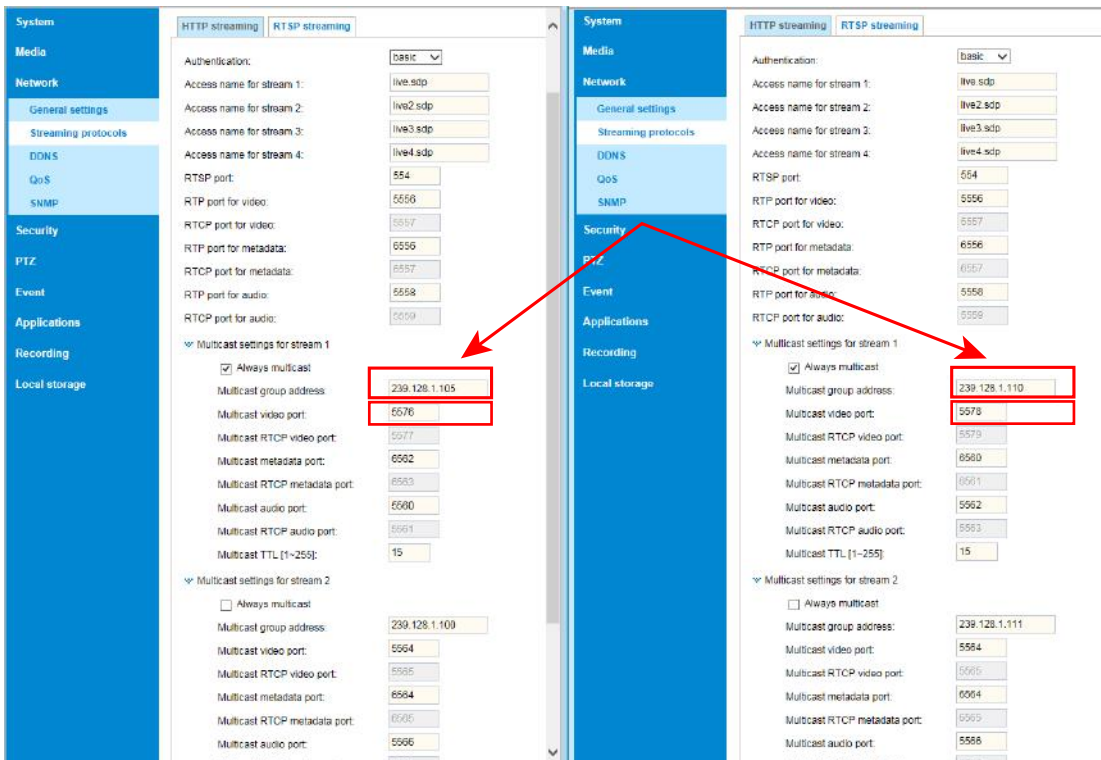 System
Media
Network
General settings
Streaming protocols
DDNS
QoS
SNMP
Security
PTZ
Event
Applications
Recording
Local storage
HTTP streaming RTSP streaming
Authentication: basic
Access name for stream 1: live.sdp
Access name for stream 2: live2.sdp
Access name for stream 3: live3.sdp
Access name for stream 4: live4.sdp
RTSP port: 554
RTP port for video: 5556
RTCP port for video: 5557
RTP port for metadata: 6556
RTCP port for metadata: 6557
RTP port for audio: 5558
RTCP port for audio: 5559
Multicast settings for stream 1
Always multicast
Multicast group address: 239.128.1.105
Multicast video port: 5576
Multicast RTCP video port: 5577
Multicast metadata port: 6562
Multicast RTCP metadata port: 6563
Multicast audio port: 5560
Multicast RTCP audio port: 5561
Multicast TTL [1~255]: 15
Multicast settings for stream 2
Always multicast
Multicast group address: 239.128.1.100
Multicast video port: 5564
Multicast RTCP video port: 5565
Multicast metadata port: 6564
Multicast RTCP metadata port: 6565
Multicast audio port: 5566
System
Media
Network
General settings
Streaming protocols
DDNS
QoS
SNMP
Security
PTZ
Event
Applications
Recording
Local storage
HTTP streaming RTSP streaming
Authentication: basic
Access name for stream 1: live.sdp
Access name for stream 2: live2.sdp
Access name for stream 3: live3.sdp
Access name for stream 4: live4.sdp
RTSP port: 554
RTP port for video: 5556
RTCP port for video: 5557
RTP port for metadata: 6556
RTCP port for metadata: 6557
RTP port for audio: 5558
RTCP port for audio: 5559
Multicast settings for stream 1
Always multicast
Multicast group address: 239.128.1.110
Multicast video port: 5578
Multicast RTCP video port: 5579
Multicast metadata port: 6560
Multicast RTCP metadata port: 6561
Multicast audio port: 5562
Multicast RTCP audio port: 5563
Multicast TTL [1~255]: 15
Multicast settings for stream 2
Always multicast
Multicast group address: 239.128.1.111
Multicast video port: 5564
Multicast RTCP video port: 5565
Multicast metadata port: 6564
Multicast RTCP metadata port: 6565
Multicast audio port: 5566